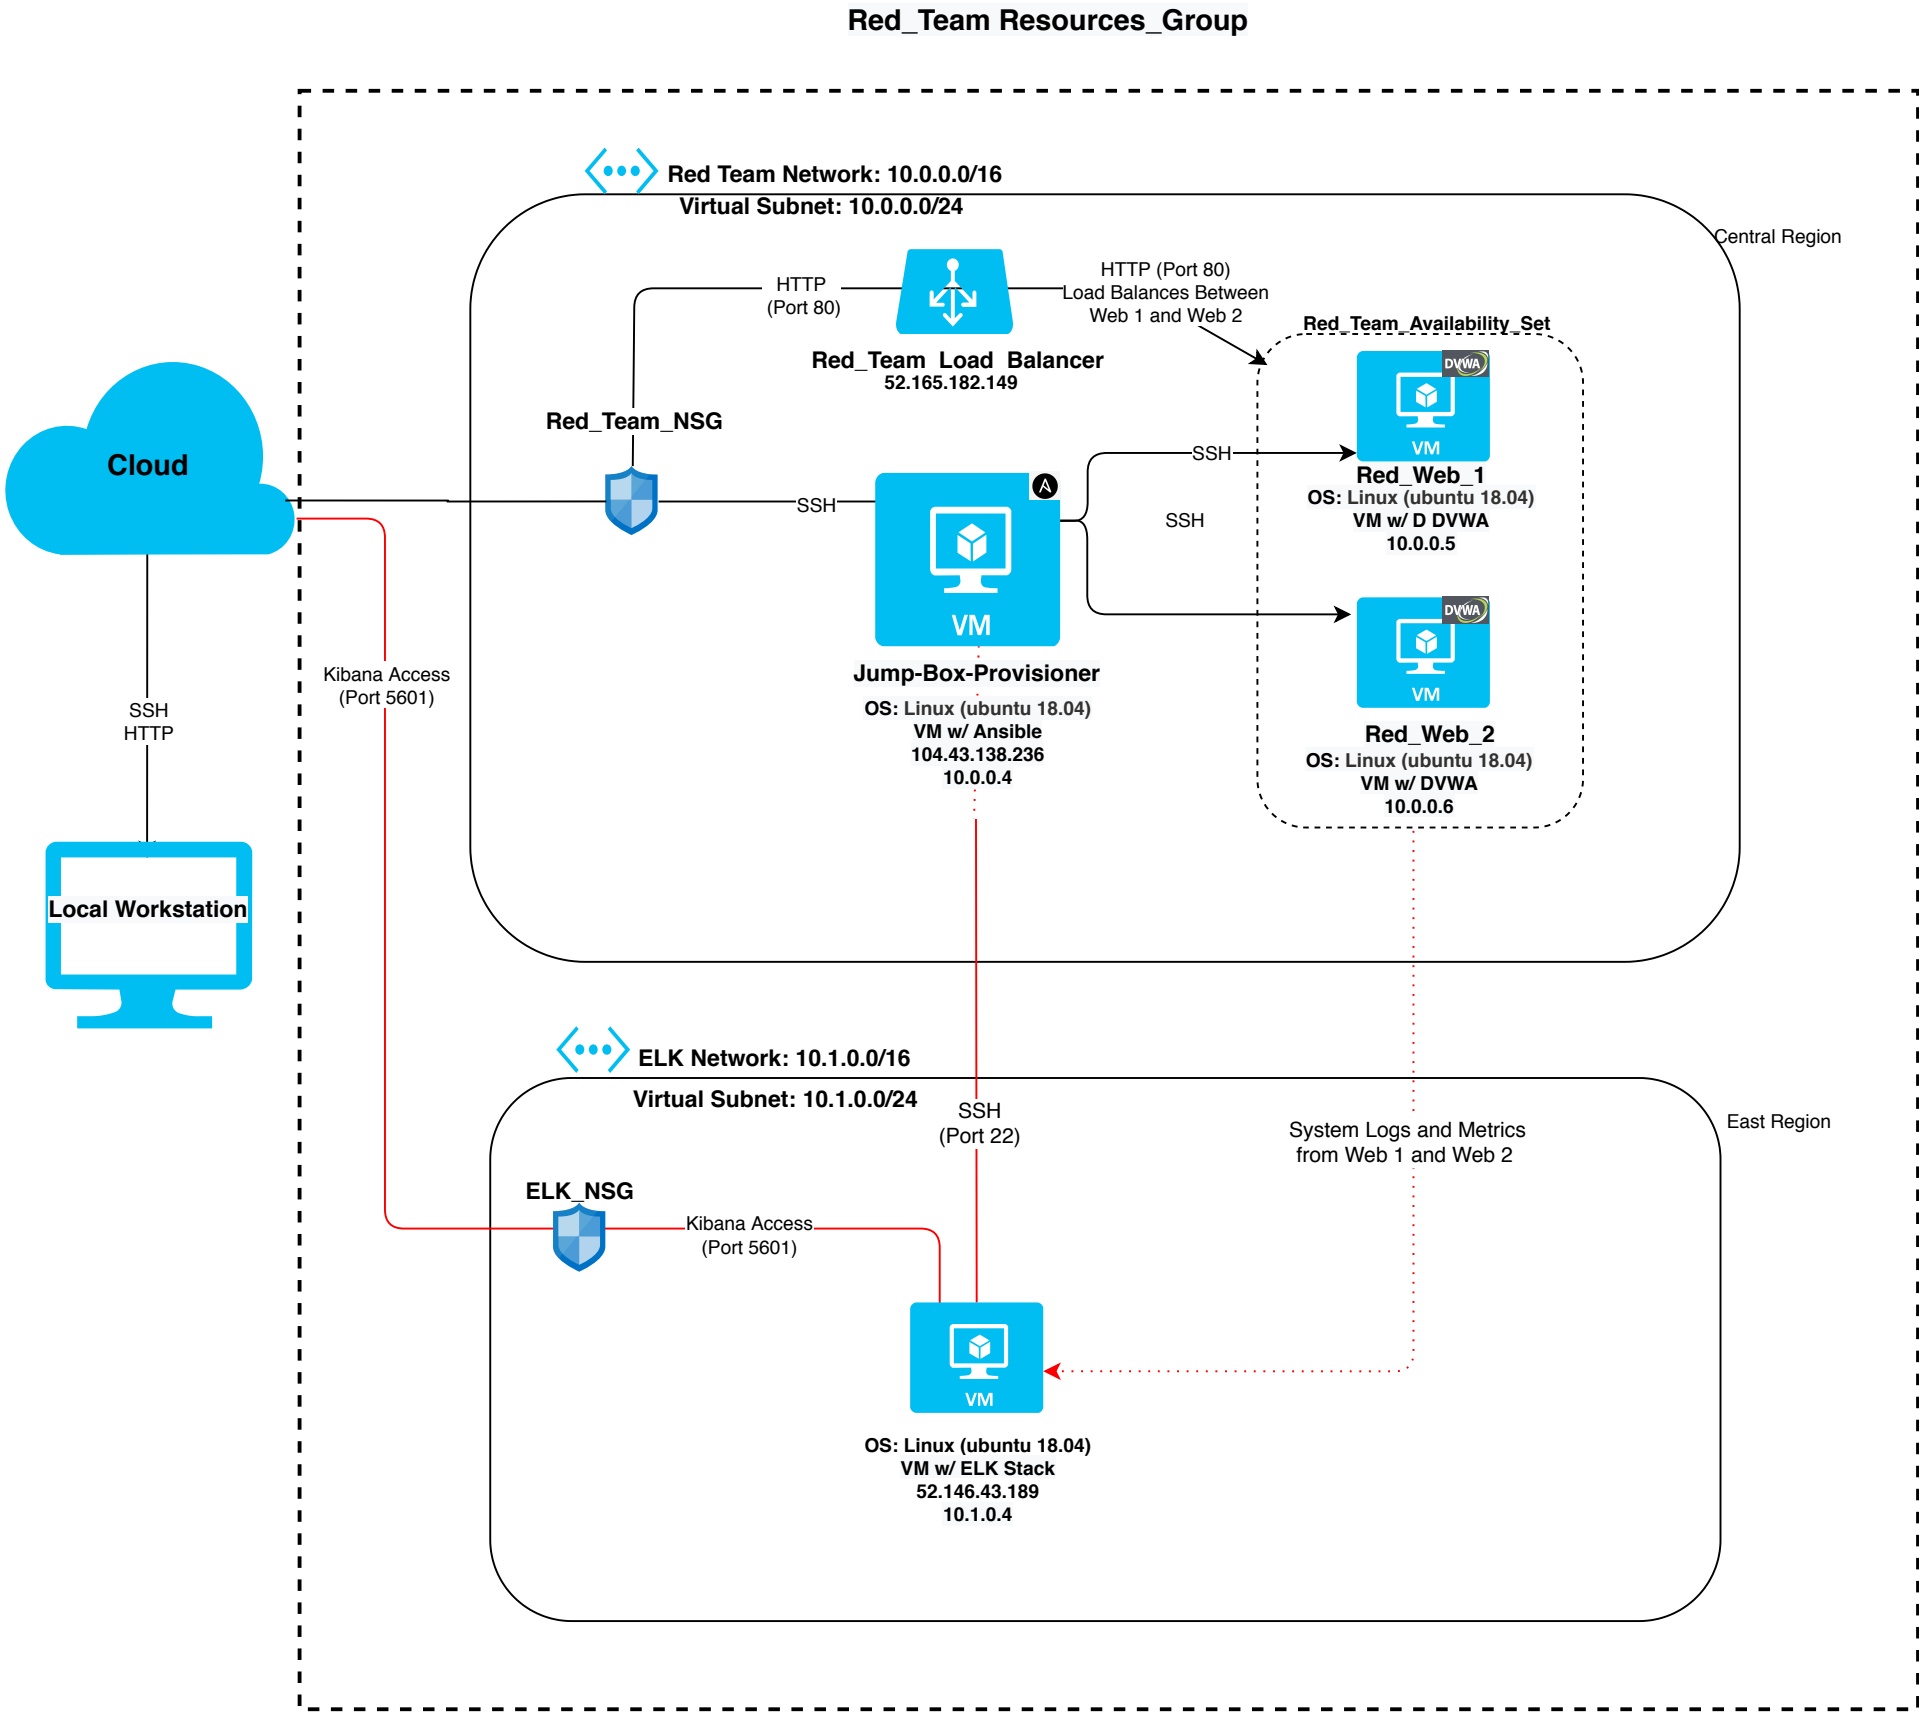 Red_Team Resources_Group
Red Team Network: 10.0.0.0/16
Virtual Subnet: 10.0.0.0/24
Central Region
HTTP
(Port 80)
HTTP (Port 80)
Load Balances Between
Web 1 and Web 2
Red_Team_Load_Balancer
52.165.182.149
Red_Team_Availability_Set
DVWA
VM
Red_Web_1
OS: Linux (ubuntu 18.04)
VM w/ D DVWA
10.0.0.5
Cloud
Red_Team_NSG
SSH
SSH
SSH
VM
Jump-Box-Provisioner
OS: Linux (ubuntu 18.04)
VM w/ Ansible
104.43.138.236
10.0.0.4
DVWA
VM
Red_Web_2
OS: Linux (ubuntu 18.04)
VM w/ DVWA
10.0.0.6
Kibana Access
(Port 5601)
SSH
HTTP
Local Workstation
ELK Network: 10.1.0.0/16
Virtual Subnet: 10.1.0.0/24
East Region
SSH
(Port 22)
System Logs and Metrics
from Web 1 and Web 2
ELK_NSG
Kibana Access
(Port 5601)
VM
OS: Linux (ubuntu 18.04)
VM w/ ELK Stack
52.146.43.189
10.1.0.4